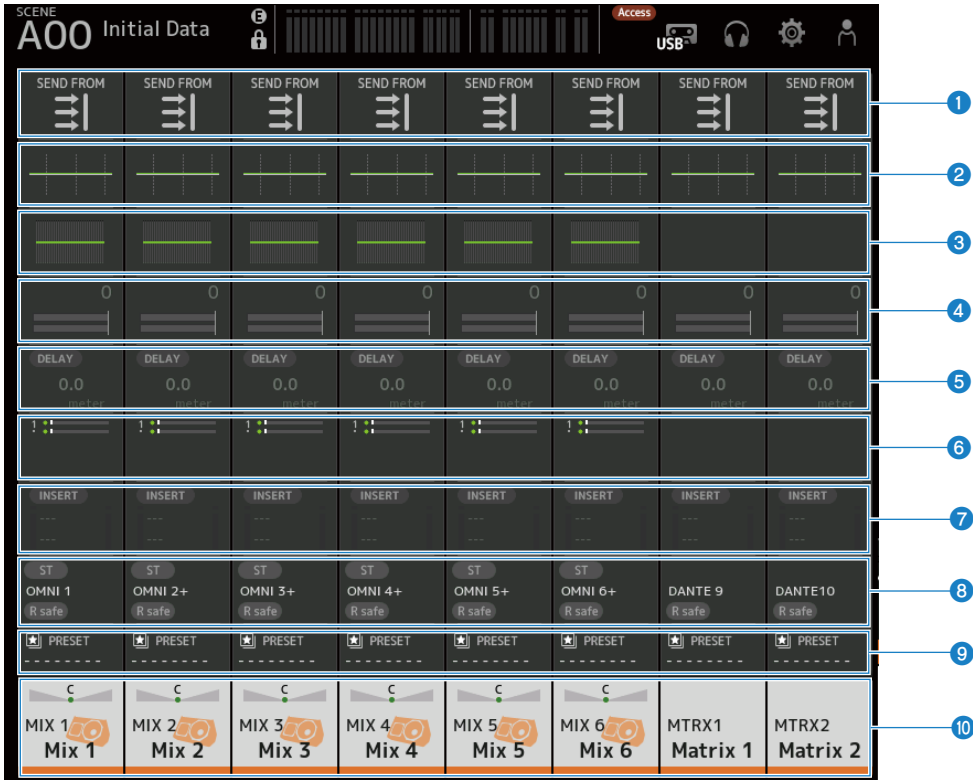 SCENE
A00 Initial Data
E
Access
USB
SEND FROM SEND FROM SEND FROM SEND FROM SEND FROM SEND FROM SEND FROM SEND FROM
1
2
3
0 0 0 0 0 0 0 0
4
DELAY DELAY DELAY DELAY DELAY DELAY DELAY DELAY
0.0 0.0 0.0 0.0 0.0 0.0 0.0 0.0
5
meter meter meter meter meter meter meter meter
! ! ! ! ! !
6
INSERT INSERT INSERT INSERT INSERT INSERT INSERT INSERT
--- --- --- --- --- --- --- ---
7
--- --- --- --- --- --- --- ---
ST ST ST ST ST ST
OMNI 1 OMNI 2+ OMNI 3+ OMNI 4+ OMNI 5+ OMNI 6+ DANTE 9 DANTE10
8
R safe R safe R safe R safe R safe R safe R safe R safe
PRESET PRESET PRESET PRESET PRESET PRESET PRESET PRESET
9
-------- -------- -------- -------- -------- -------- -------- --------
C C C C C C
MIX 1 MIX 2 MIX 3 MIX 4 MIX 5 MIX 6 MTRX1 MTRX2
10
Mix 1 Mix 2 Mix 3 Mix 4 Mix 5 Mix 6 Matrix 1 Matrix 2